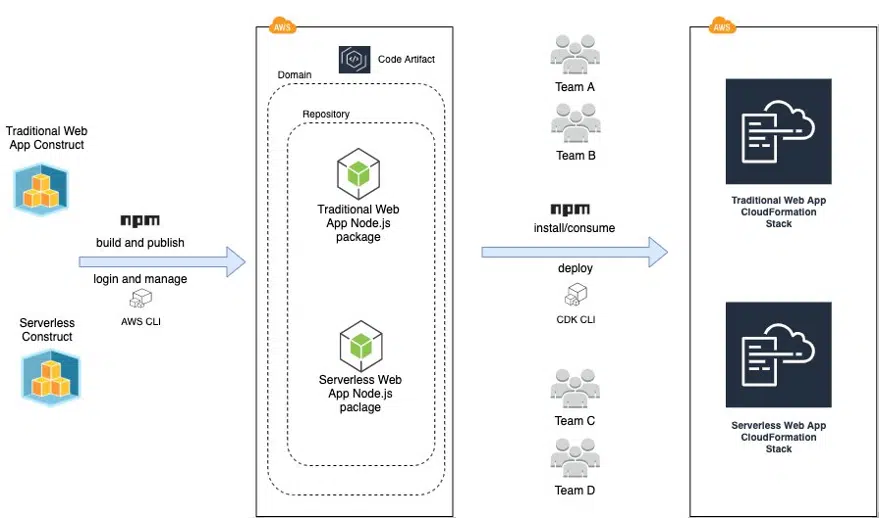 Traditional Web
App Construct
npm
build and publish
login and manage
AWS CLI
Serverless
Construct
AWS
Code Artifact
Domain
Repository
Traditional Web
App Node.js
package
Serverless Web
App Node.js
paclage
Team A
Team B
npm
install/consume
deploy
CDK CLI
Team C
Team D
AWS
Traditional Web App
CloudFormation
Stack
Serverless Web App
CloudFormation
Stack